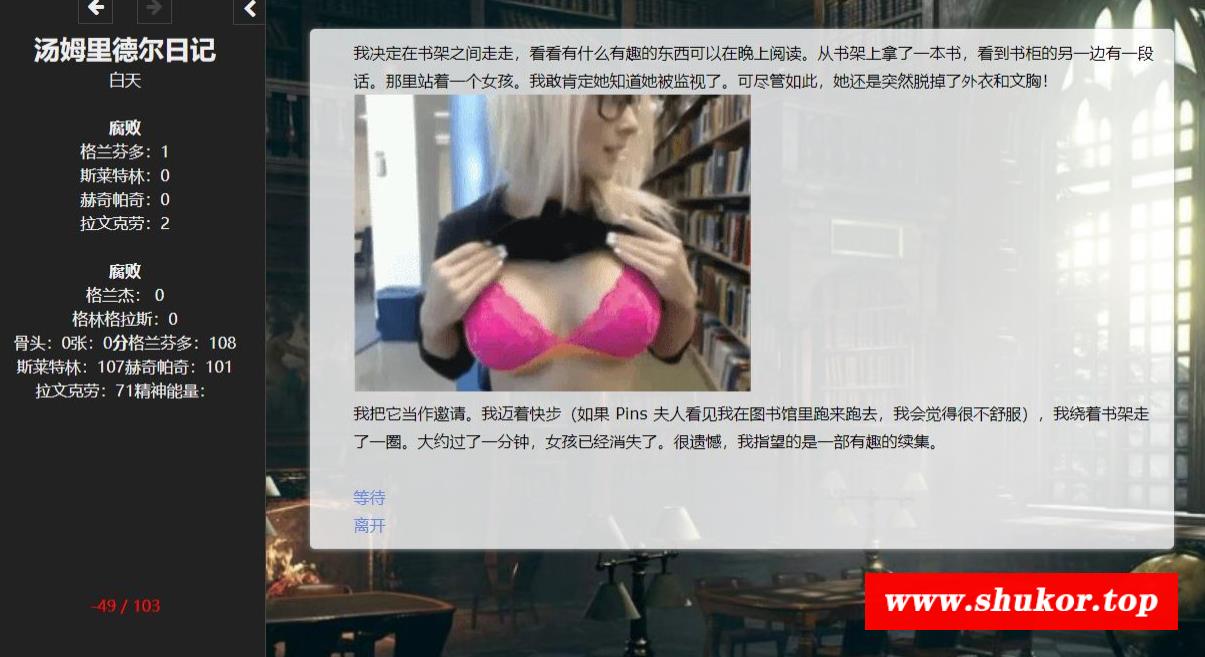 汤姆里德尔日记
白天
腐败
格兰芬多：1
斯莱特林：0
赫奇帕奇：0
拉文克劳：2
腐败
格兰杰： 0
格林格拉斯：0
骨头：0张：0分格兰芬多：108
斯莱特林：107赫奇帕奇：101
拉文克劳：71精神能量：
-49 / 103
我决定在书架之间走走，看看有什么有趣的东西可以在晚上阅读。从书架上拿了一本书，看到书柜的另一边有一段
话。那里站着一个女孩。我敢肯定她知道她被监视了。可尽管如此，她还是突然脱掉了外衣和文胸！
我把它当作邀请。我迈着快步（如果 Pins 夫人看见我在图书馆里跑来跑去，我会觉得很不舒服），我绕着书架走
了一圈。大约过了一分钟，女孩已经消失了。很遗憾，我指望的是一部有趣的续集。
等待
离开
www.shukor.top